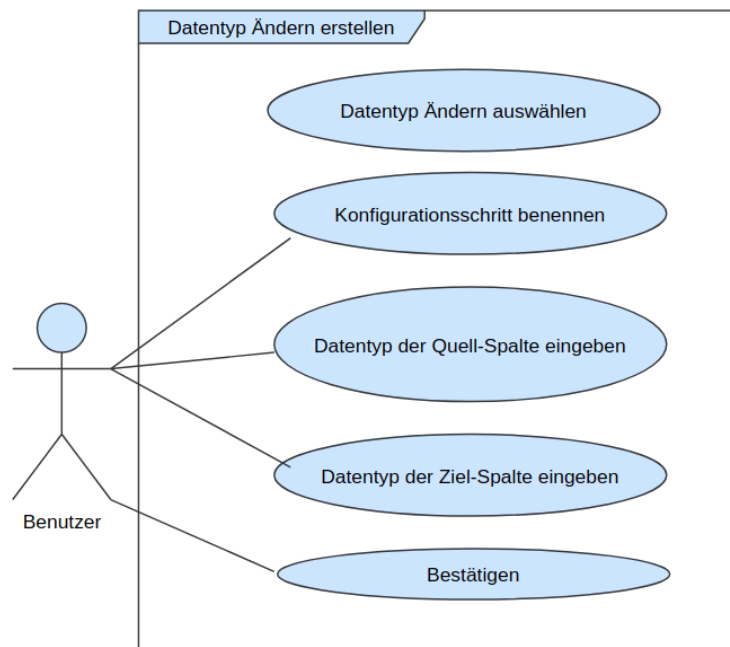 Datentyp Ändern erstellen
Datentyp Ändern auswählen
Konfigurationsschritt benennen
Datentyp der Quell-Spalte eingeben
Datentyp der Ziel-Spalte eingeben
Benutzer
Bestätigen